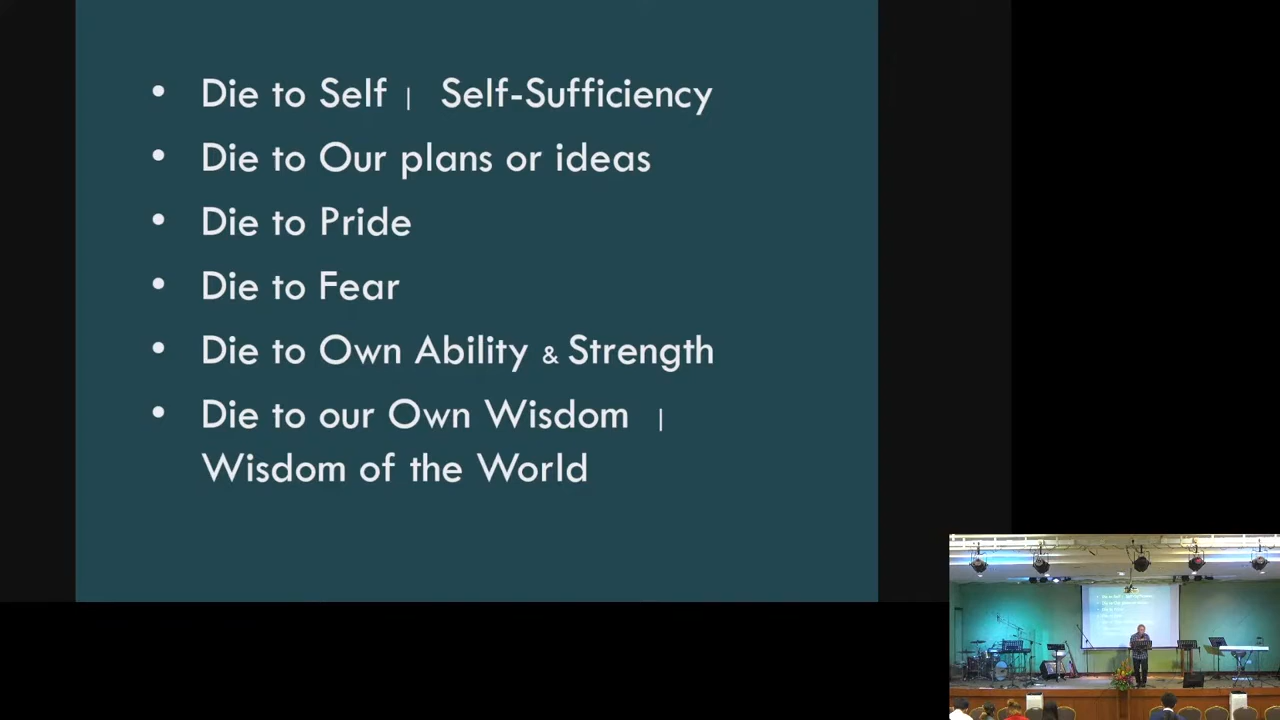 • Die to Self | Self-Sufficiency
• Die to Our plans or ideas
• Die to Pride
• Die to Fear
• Die to Own Ability & Strength
• Die to our Own Wisdom |
Wisdom of the World